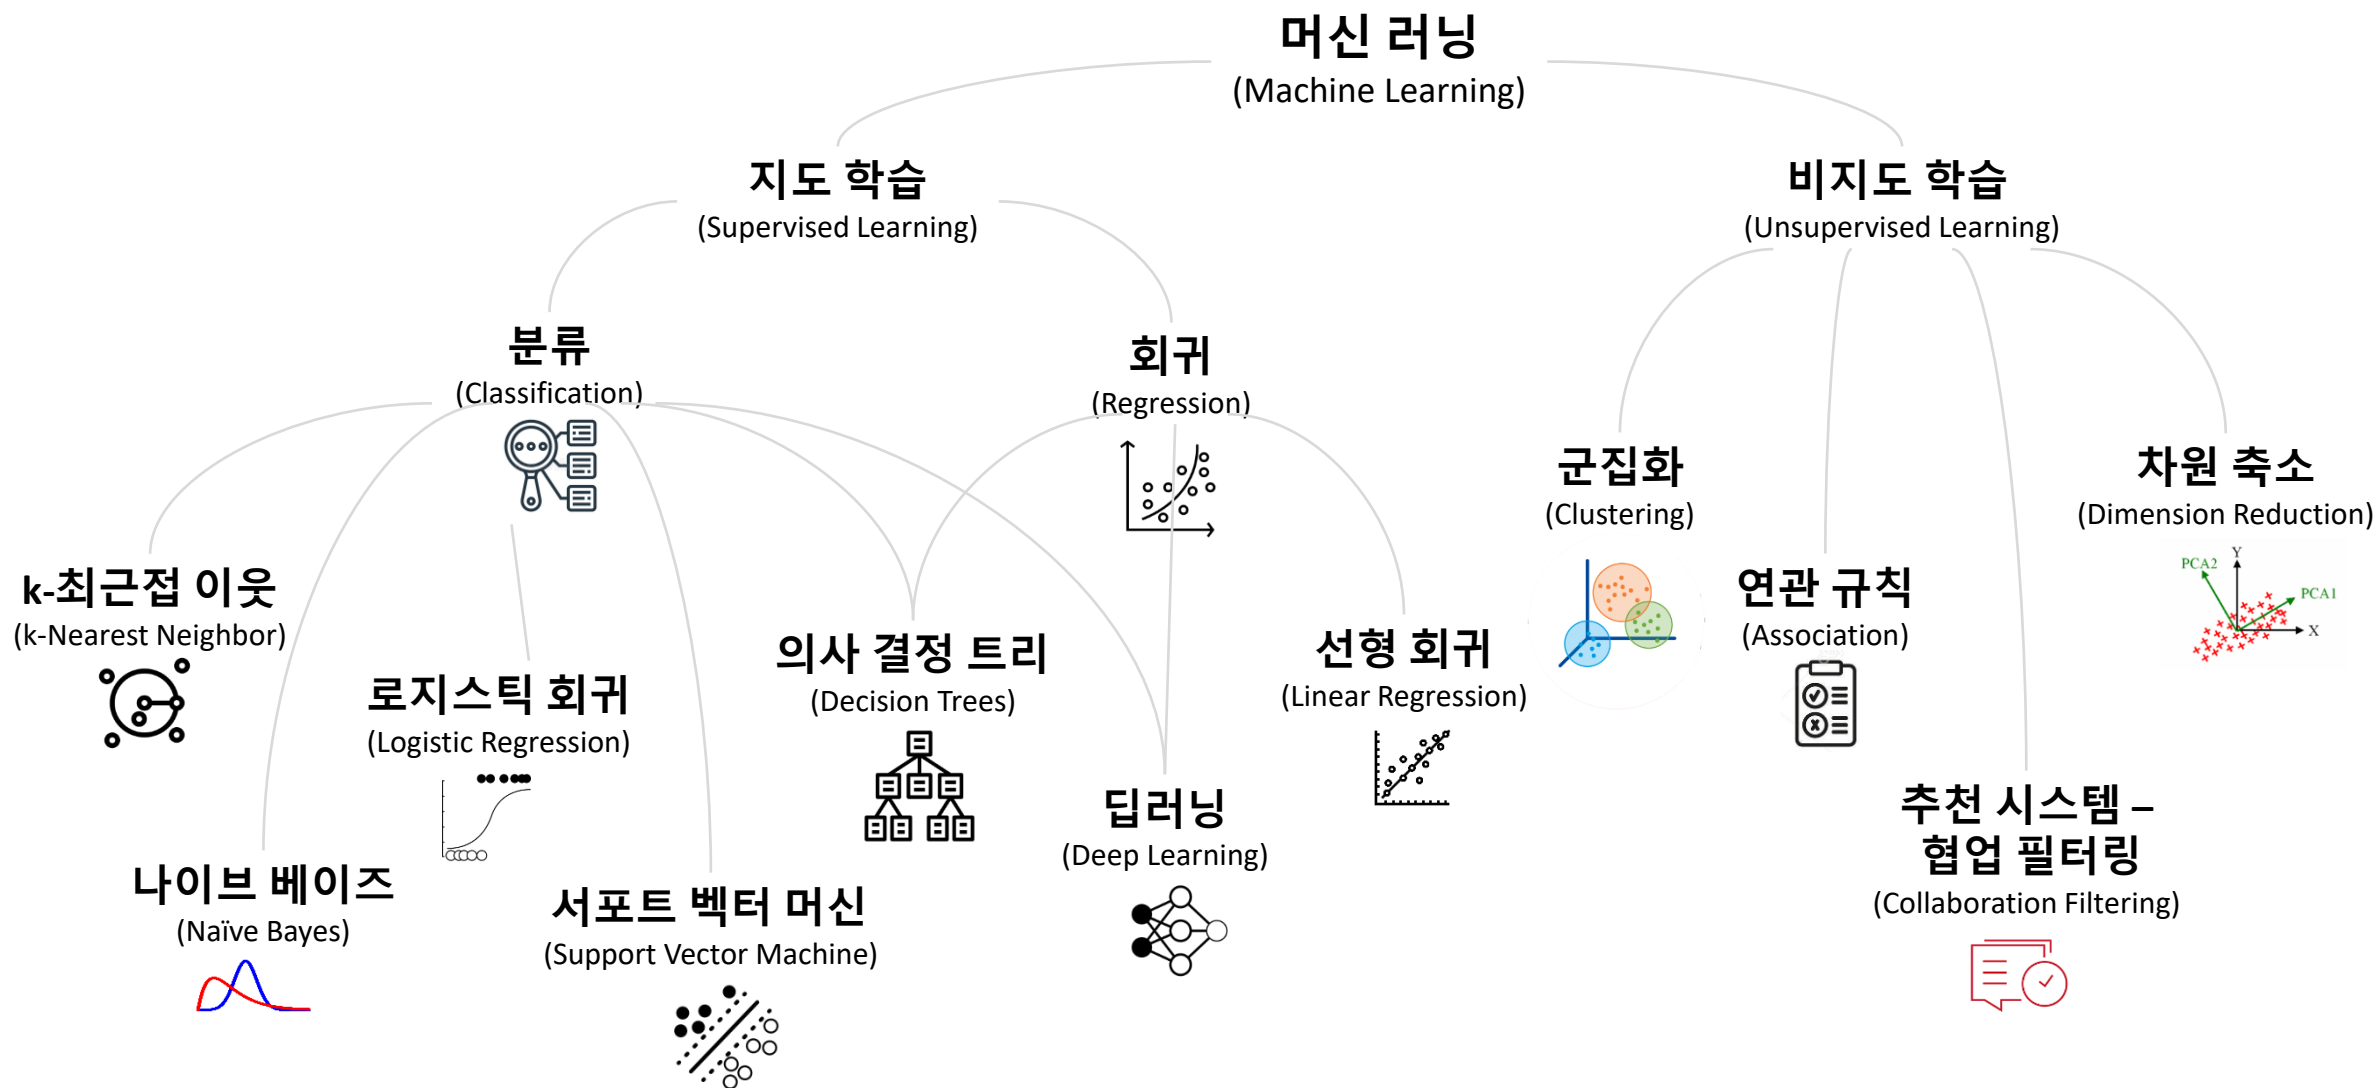 머신 러닝
(Machine Learning)
지도 학습
(Supervised Learning)
비지도 학습
(Unsupervised Learning)
분류
(Classification)
회귀
(Regression)
군집화
(Clustering)
차원 축소
(Dimension Reduction)
PCA2
Y
PCA1
X
k-최근접 이웃
(k-Nearest Neighbor)
연관 규칙
(Association)
의사 결정 트리
(Decision Trees)
선형 회귀
(Linear Regression)
로지스틱 회귀
(Logistic Regression)
딥러닝
(Deep Learning)
추천 시스템 –
협업 필터링
(Collaboration Filtering)
나이브 베이즈
(Naïve Bayes)
서포트 벡터 머신
(Support Vector Machine)